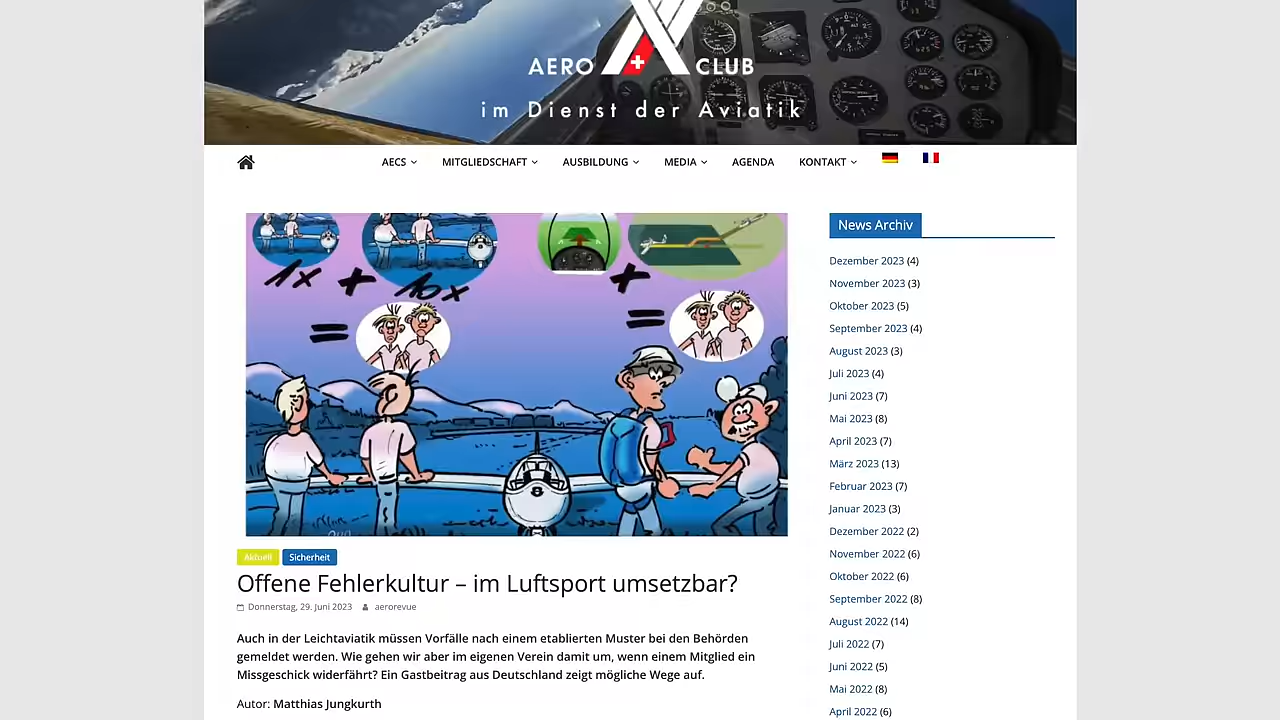 AERO CLUB
im Dienst der Aviatik
AECS
MITGLIEDSCHAFT
AUSBILDUNG
MEDIA
AGENDA
KONTAKT
1x + 10x
+
=
=
Aktuell
Sicherheit
Offene Fehlerkultur – im Luftsport umsetzbar?
Donnerstag, 29. Juni 2023
aerorevue
Auch in der Leichtaviatik müssen Vorfälle nach einem etablierten Muster bei den Behörden
gemeldet werden. Wie gehen wir aber im eigenen Verein damit um, wenn einem Mitglied ein
Missgeschick widerfährt? Ein Gastbeitrag aus Deutschland zeigt mögliche Wege auf.
Autor: Matthias Jungkurth
News Archiv
Dezember 2023 (4)
November 2023 (3)
Oktober 2023 (5)
September 2023 (4)
August 2023 (3)
Juli 2023 (4)
Juni 2023 (7)
Mai 2023 (8)
April 2023 (7)
März 2023 (13)
Februar 2023 (7)
Januar 2023 (3)
Dezember 2022 (2)
November 2022 (6)
Oktober 2022 (6)
September 2022 (8)
August 2022 (14)
Juli 2022 (7)
Juni 2022 (5)
Mai 2022 (8)
April 2022 (6)